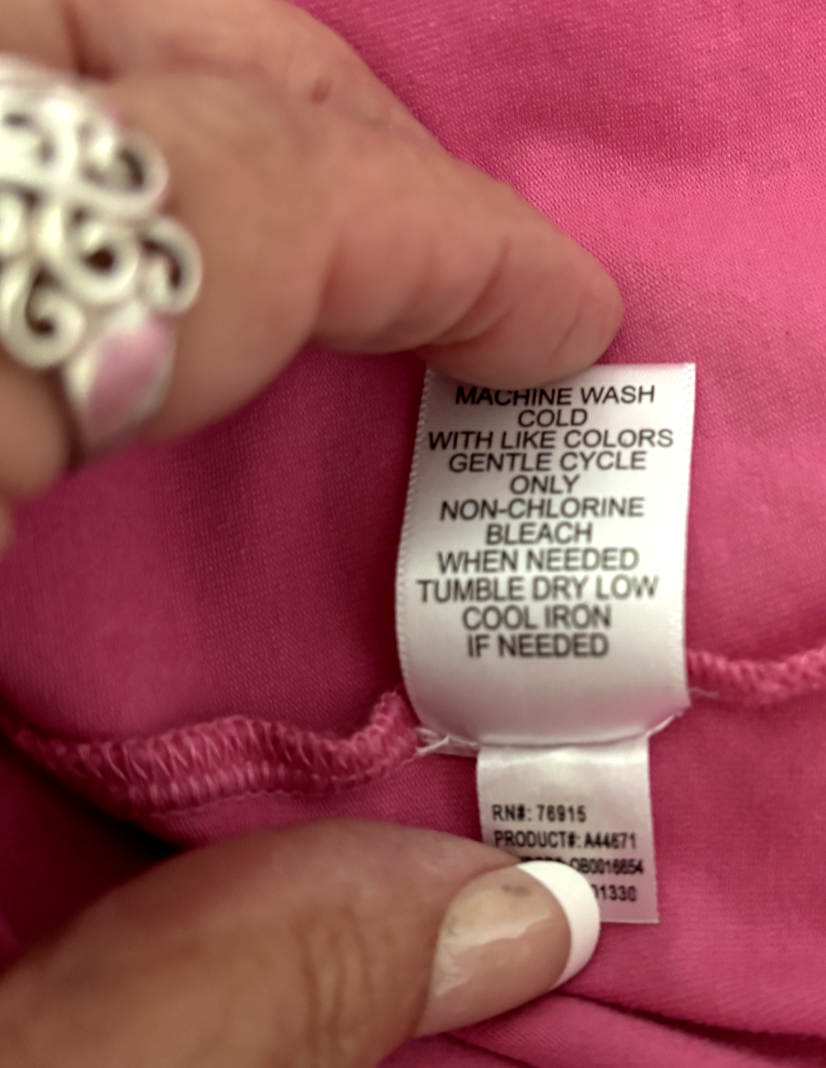 MACHINE WASH
COLD
WITH LIKE COLORS
GENTLE CYCLE
ONLY
NON-CHLORINE
BLEACH
WHEN NEEDED
TUMBLE DRY LOW
COOL IRON
IF NEEDED
RN#: 76915
PRODUCT#: A44671